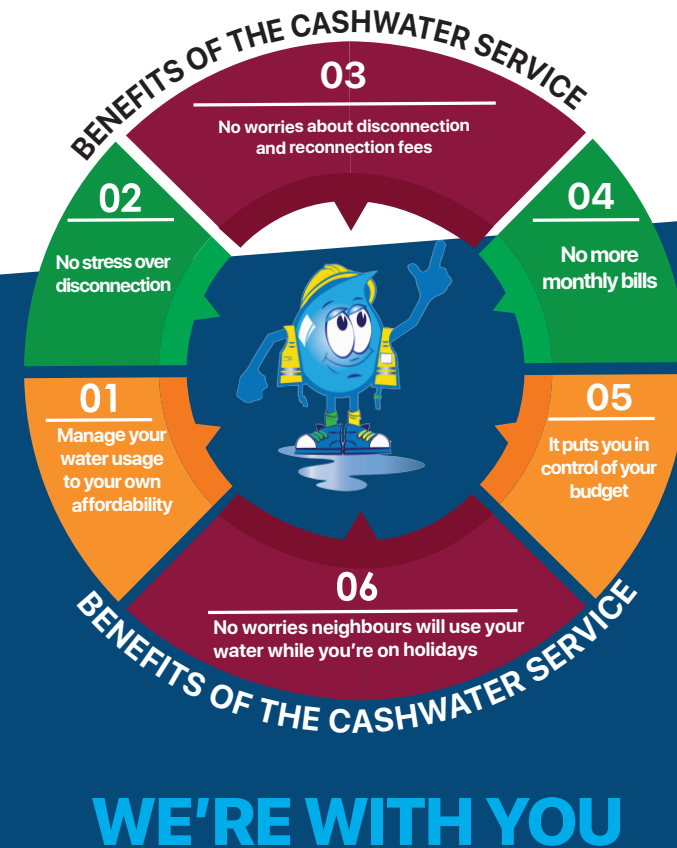 BENEFITS OF THE CASHWATER SERVICE
03
No worries about disconnection
and reconnection fees
02
No stress over
disconnection
04
No more
monthly bills
01
Manage your
water usage
to your own
affordability
05
It puts you in
control of your
budget
06
No worries neighbours will use your
water while you're on holidays
BENEFITS OF THE CASHWATER SERVICE
WE'RE WITH YOU